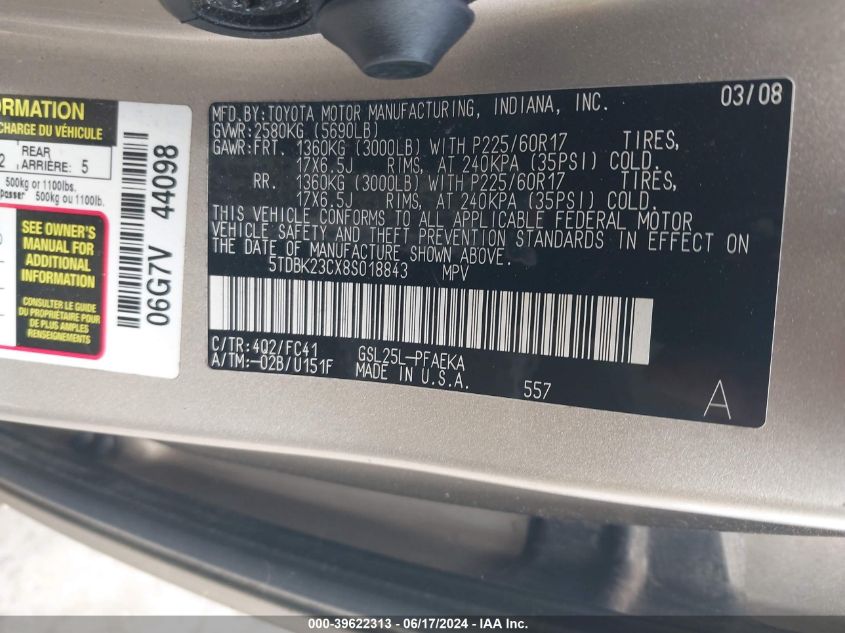 ORMATION
CHARGE DU VÉHICULE
2 REAR
ARRIÈRE: 5
500kg or 1100lbs.
passer 500kg ou 1100lb.
SEE OWNER'S
MANUAL FOR
ADDITIONAL
INFORMATION
CONSULTER LE GUIDE
DU PROPRIÉTAIRE POUR
DE PLUS AMPLES
RENSEIGNEMENTS
06G7V 44098
MFD.BY:TOYOTA MOTOR MANUFACTURING, INDIANA, INC. 03/08
GVWR:2580KG (5690LB)
GAWR:FRT. 1360KG (3000LB) WITH P225/60R17 TIRES,
17X6.5J RIMS, AT 240KPA (35PSI) COLD.
RR. 1360KG (3000LB) WITH P225/60R17 TIRES,
17X6.5J RIMS, AT 240KPA (35PSI) COLD.
THIS VEHICLE CONFORMS TO ALL APPLICABLE FEDERAL MOTOR
VEHICLE SAFETY AND THEFT PREVENTION STANDARDS IN EFFECT ON
THE DATE OF MANUFACTURE SHOWN ABOVE.
5TDBK23CX8S018843 MPV
C/TR:4Q2/FC41 GSL25L-PFAEKA
A/TM:-02B/U151F MADE IN U.S.A.
557
A
000-39622313 - 06/17/2024 - IAAI Inc.